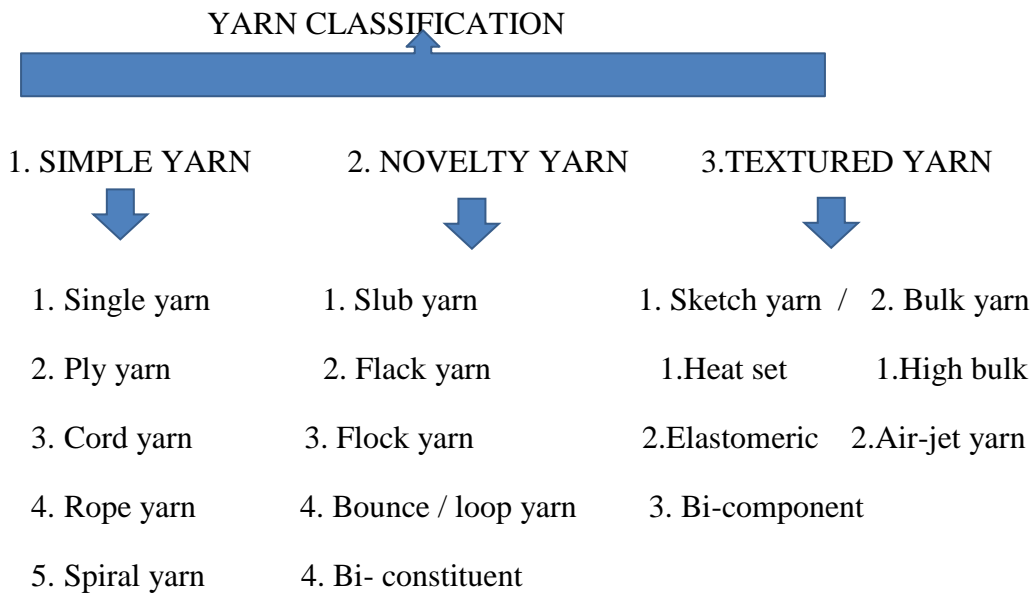 YARN CLASSIFICATION
1. SIMPLE YARN 2. NOVELTY YARN 3.TEXTURED YARN
1. Single yarn 1. Slub yarn 1. Sketch yarn / 2. Bulk yarn
2. Ply yarn 2. Flack yarn 1.Heat set 1.High bulk
3. Cord yarn 3. Flock yarn 2.Elastomeric 2.Air-jet yarn
4. Rope yarn 4. Bounce / loop yarn 3. Bi-component
5. Spiral yarn 4. Bi- constituent